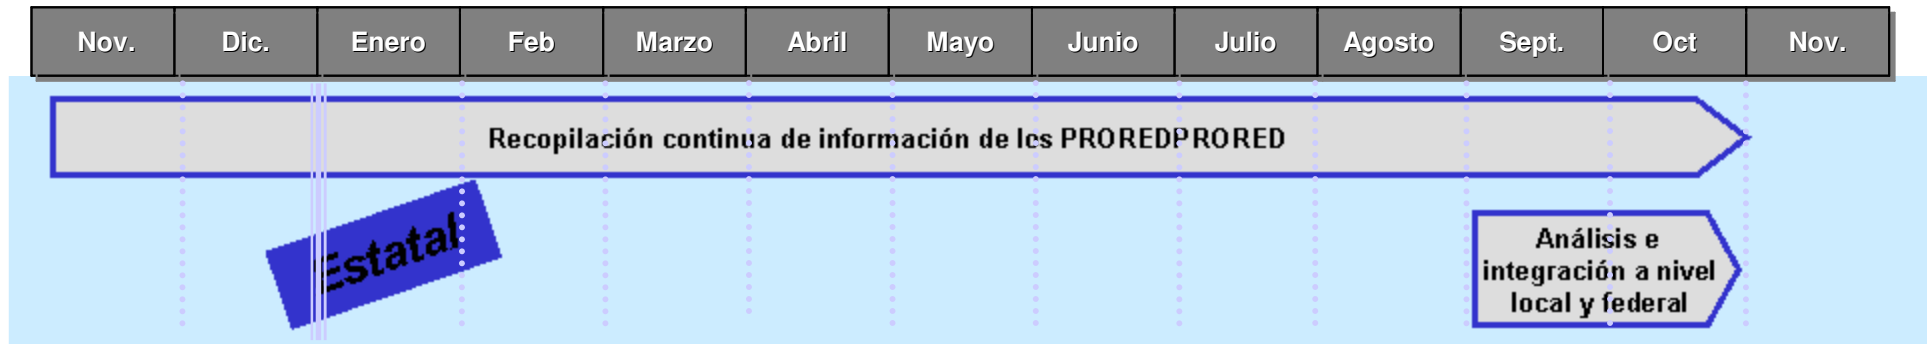 Nov. Dic. Enero Feb Marzo Abril Mayo Junio Julio Agosto Sept. Oct Nov.
Recopilación continua de información de los PROREDPRORED
Estatal
Análisis e
integración a nivel
local y federal